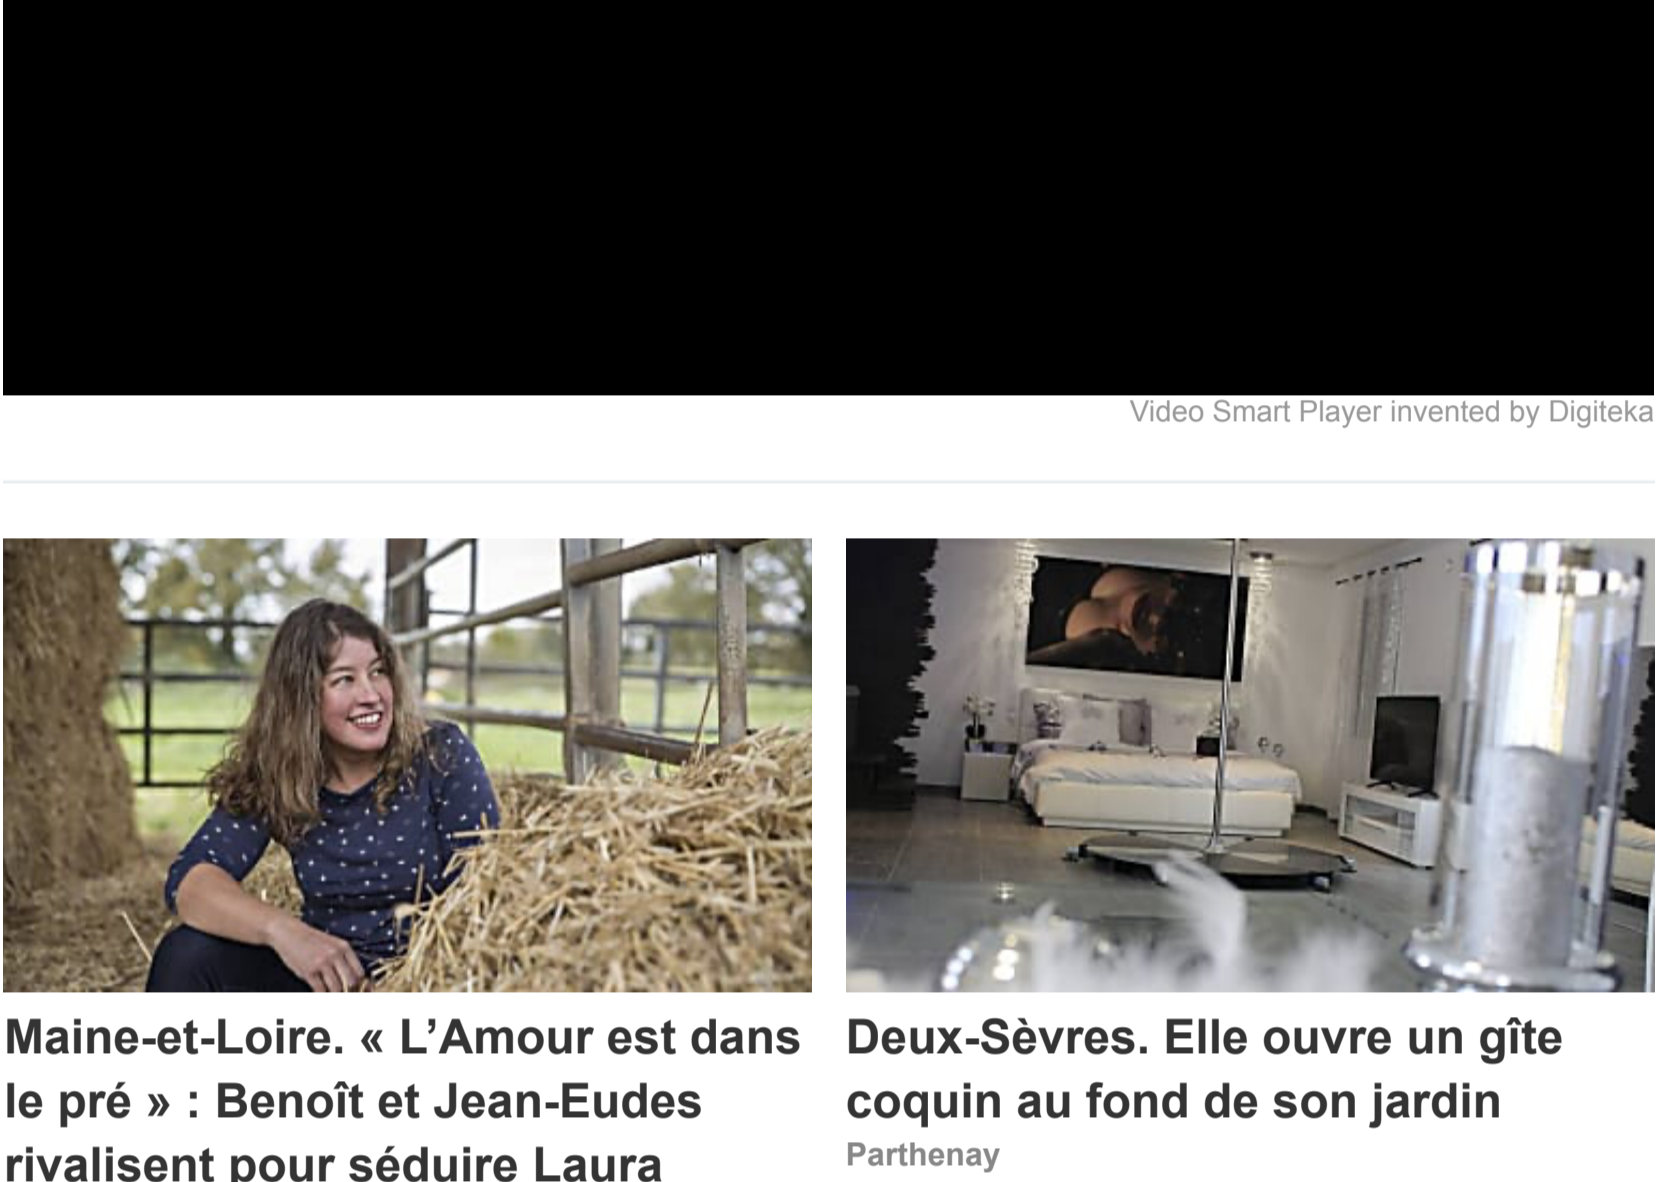 Video Smart Player invented by Digiteka
Maine-et-Loire. « L’Amour est dans
le pré » : Benoît et Jean-Eudes
rivalisent pour séduire Laura
Deux-Sèvres. Elle ouvre un gîte
coquin au fond de son jardin
Parthenay